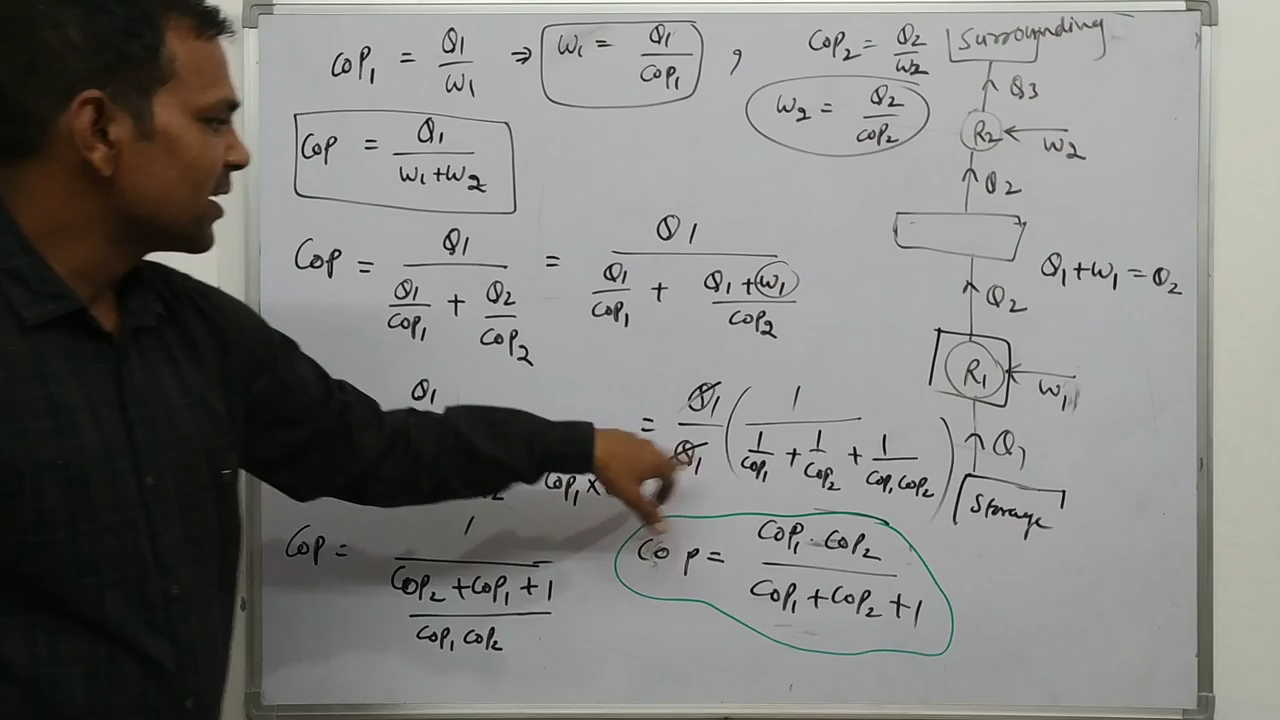 COP₁ = Q₁/W₁ ⇒ W₁ = Q₁/COP₁ , COP₂ = Q₂/W₂
W₂ = Q₂/COP₂
COP = Q₁/(W₁+W₂)
COP = Q₁/(Q₁/COP₁ + Q₂/COP₂) = Q₁/(Q₁/COP₁ + (Q₁+W₁)/COP₂)
Q₁
COP₁ ×
= Q₁/Q₁ (1/(1/COP₁ + 1/COP₂ + 1/(COP₁ COP₂)))
COP = 1/((COP₂ + COP₁ + 1)/(COP₁ COP₂))
COP = (COP₁ · COP₂)/(COP₁ + COP₂ + 1)
Surrounding
Q3
R₂ ← W₂
Q₂
Q₁+W₁ = Q₂
Q₂
R₁ ← W₁
Q₁
Storage